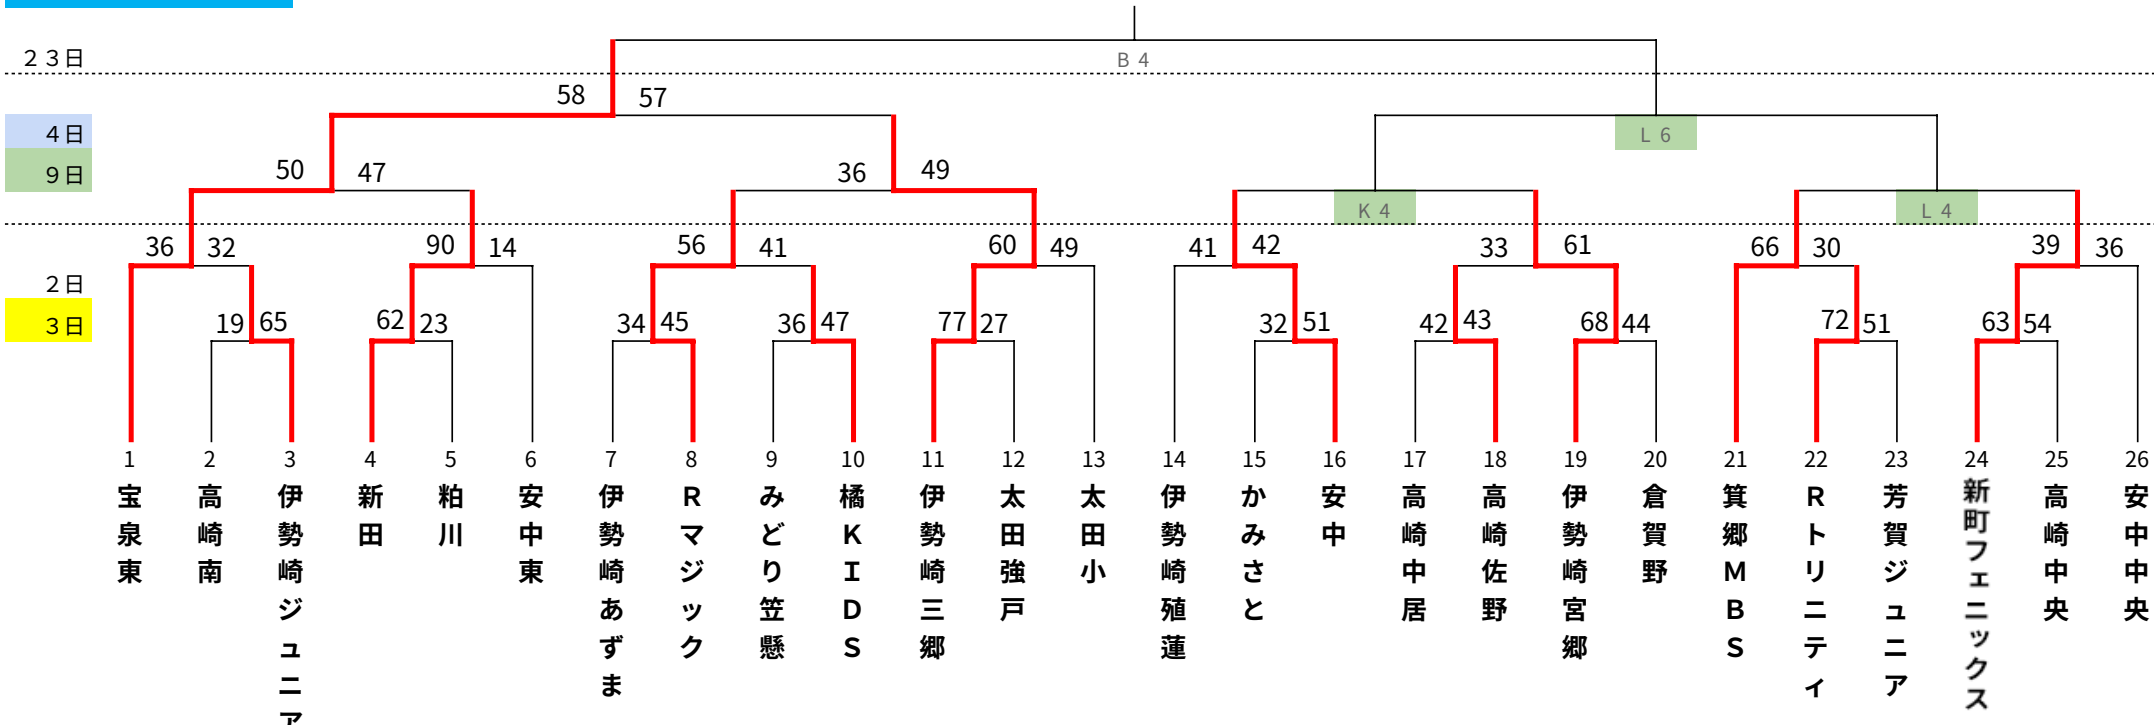 B 4
２３日
58 57
４日
L 6
９日
50 47 36 49
K 4 L 4
36 32 90 14 56 41 60 49 41 42 33 61 66 30 39 36
２日
３日
19 65 62 23 34 45 36 47 77 27 32 51 42 43 68 44 72 51 63 54
1 2 3 4 5 6 7 8 9 10 11 12 13 14 15 16 17 18 19 20 21 22 23 24 25 26
宝泉東
高崎南
伊勢崎ジュニア
新田
粕川
安中東
伊勢崎あずま
Ｒマジック
みどり笠懸
橘ＫＩＤＳ
伊勢崎三郷
太田強戸
太田小
伊勢崎殖蓮
かみさと
安中
高崎中居
高崎佐野
伊勢崎宮郷
倉賀野
箕郷ＭＢＳ
Ｒトリニティ
芳賀ジュニア
新町フェニックス
高崎中央
安中中央